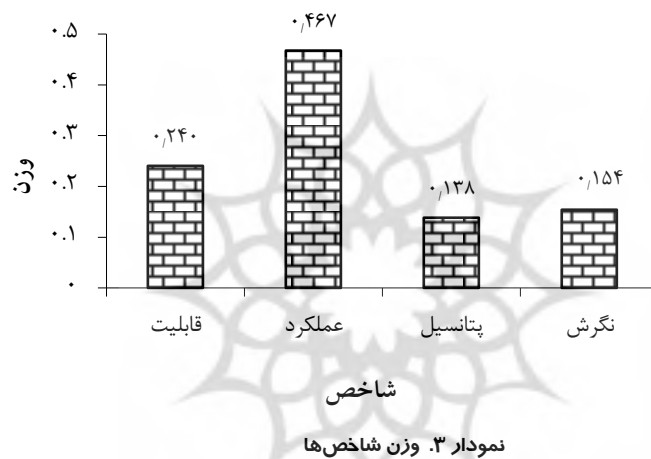 ۰.۵
۰.۴
۰.۳
۰.۲
۰.۱
۰
وزن
۰٫۲۴۰
۰٫۴۶۷
۰٫۱۳۸
۰٫۱۵۴
قابلیت
عملکرد
پتانسیل
نگرش
شاخص
نمودار ۳. وزن شاخص‌ها